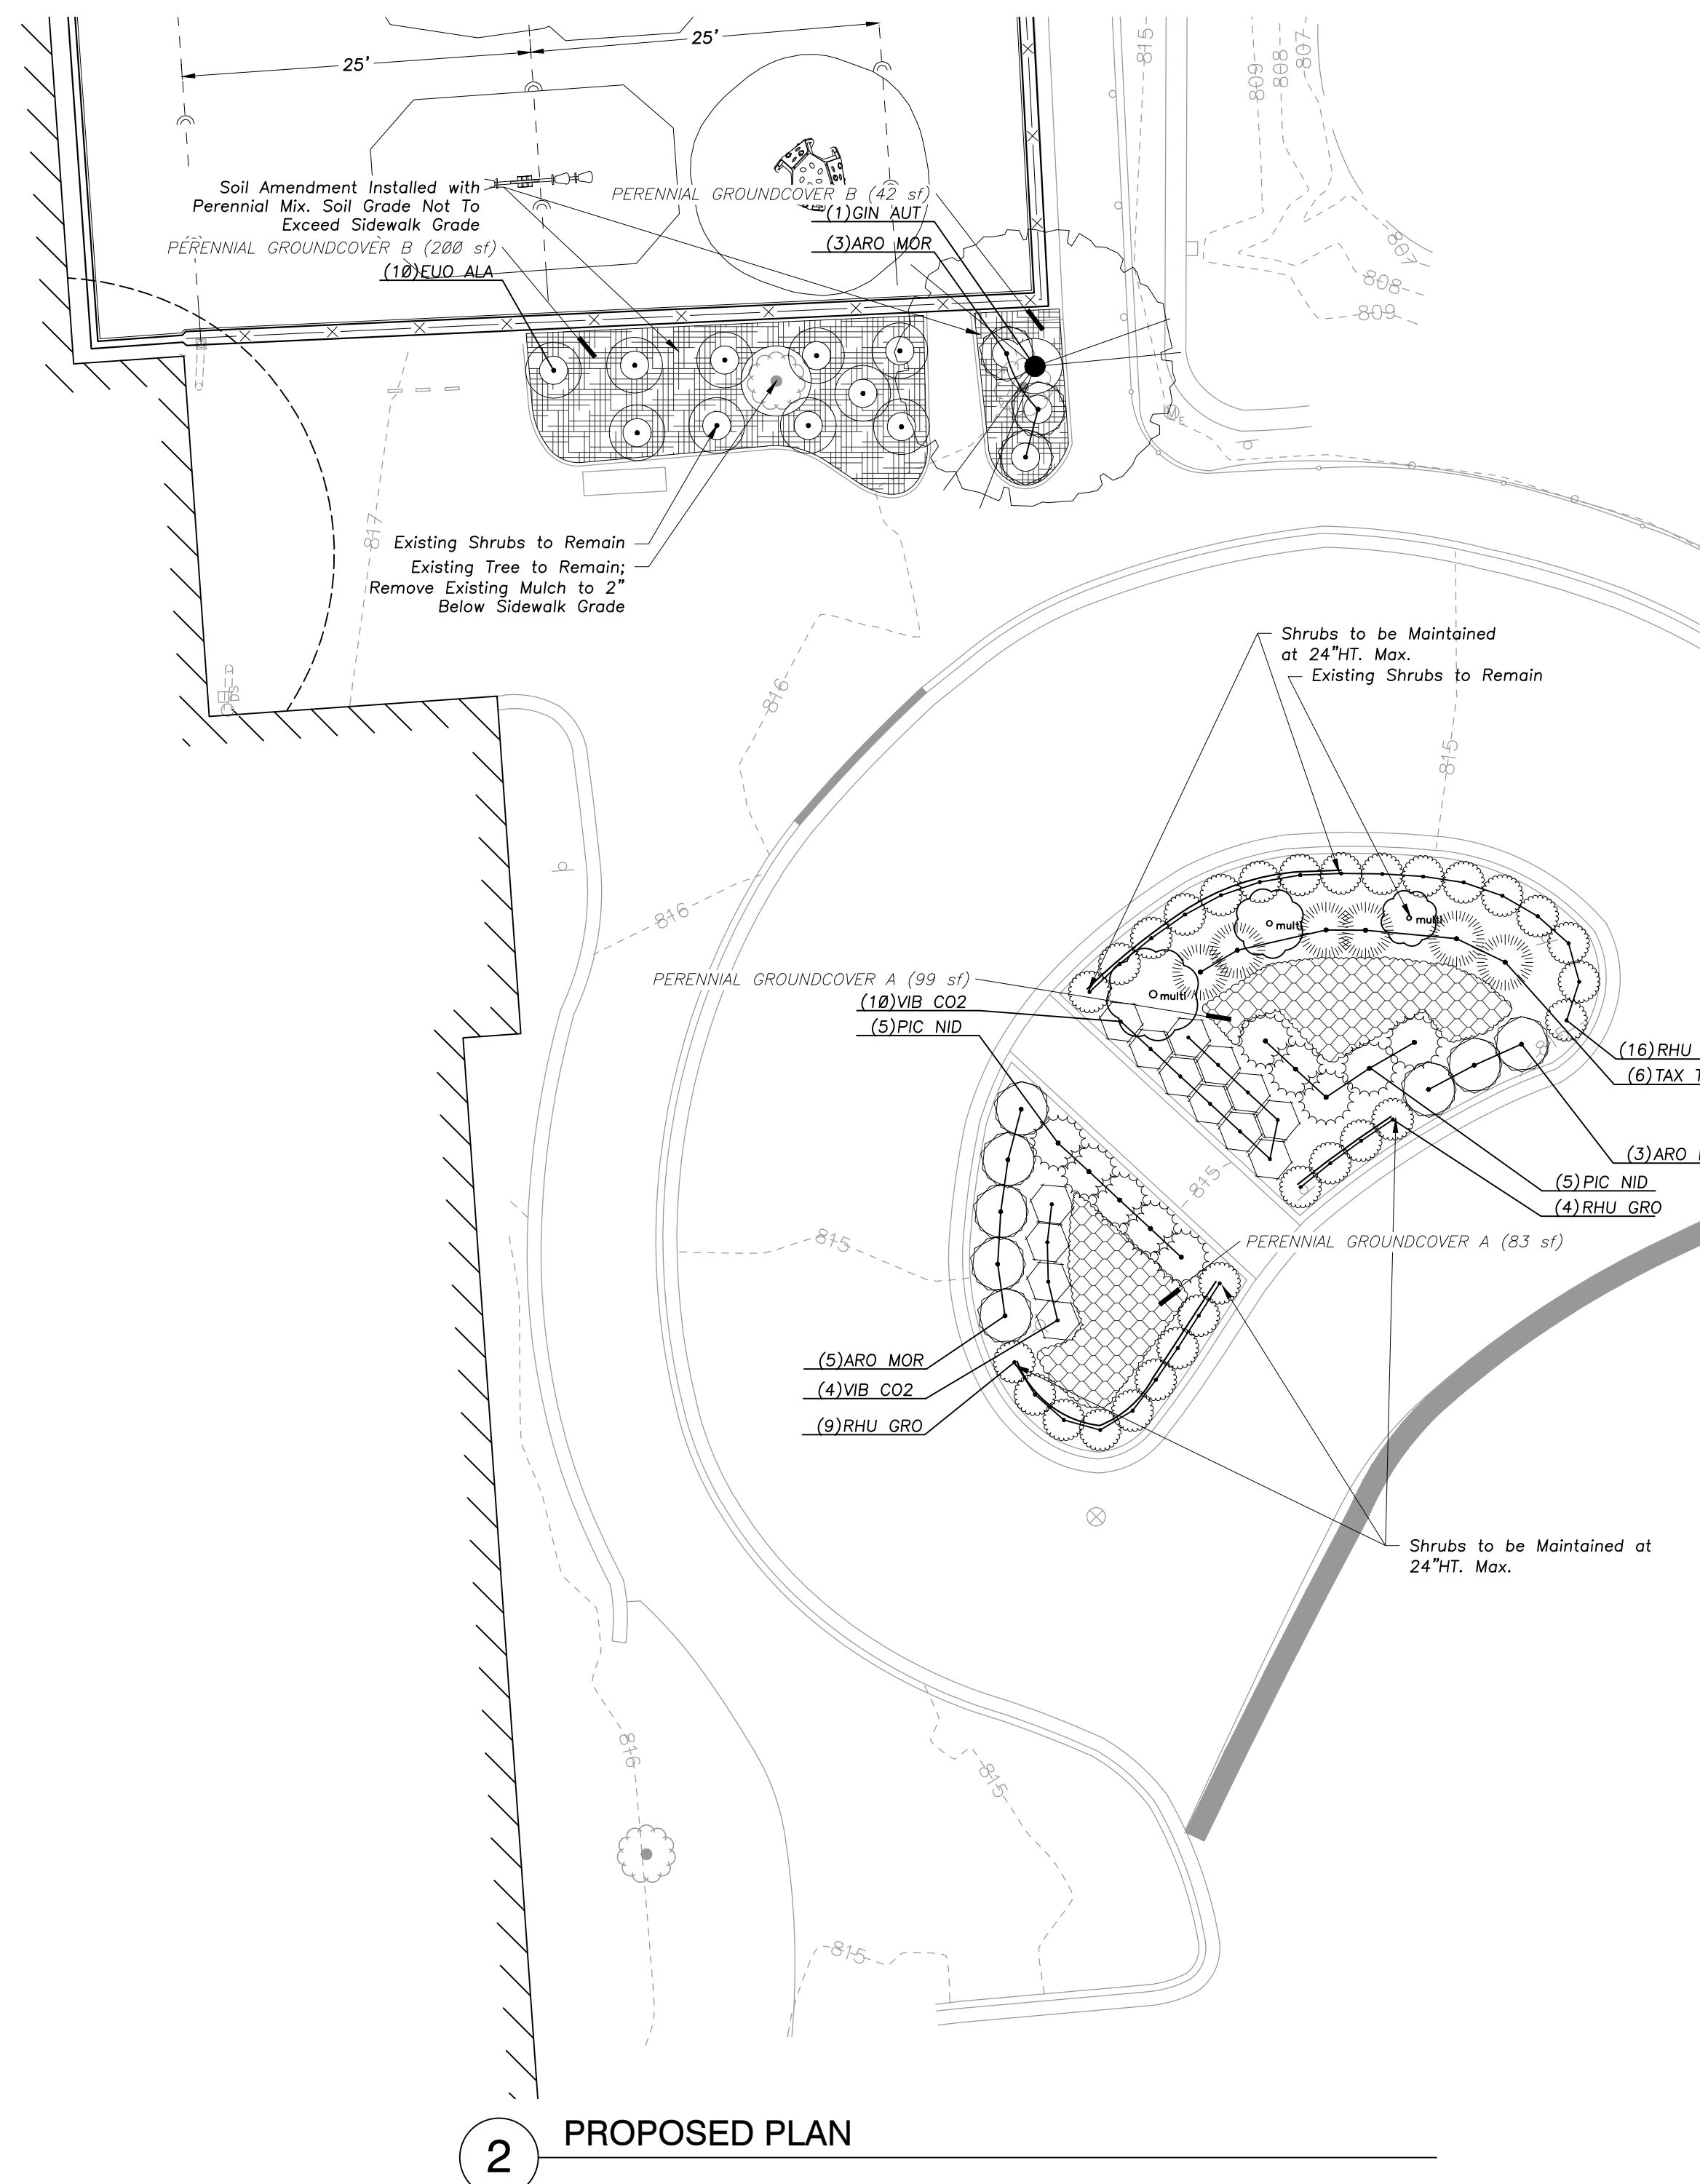 25'
25'
815
809
808
807
Soil Amendment Installed with
Perennial Mix. Soil Grade Not To
Exceed Sidewalk Grade
PERENNIAL GROUNDCOVER B (42 sf)
(1)GIN AUT
(3)ARO MOR
PERENNIAL GROUNDCOVER B (200 sf)
(10)EUO ALA
807
808
809
E
817
Existing Shrubs to Remain
Existing Tree to Remain;
Remove Existing Mulch to 2"
Below Sidewalk Grade
DS
816
Shrubs to be Maintained
at 24"HT. Max.
Existing Shrubs to Remain
815
816
multi
multi
multi
PERENNIAL GROUNDCOVER A (99 sf)
(10)VIB CO2
(5)PIC NID
(16)RHU
(6)TAX T
(3)ARO
(5)PIC NID
(4)RHU GRO
815
815
PERENNIAL GROUNDCOVER A (83 sf)
815
(5)ARO MOR
(4)VIB CO2
(9)RHU GRO
Shrubs to be Maintained at
24"HT. Max.
816
815
815
2
PROPOSED PLAN